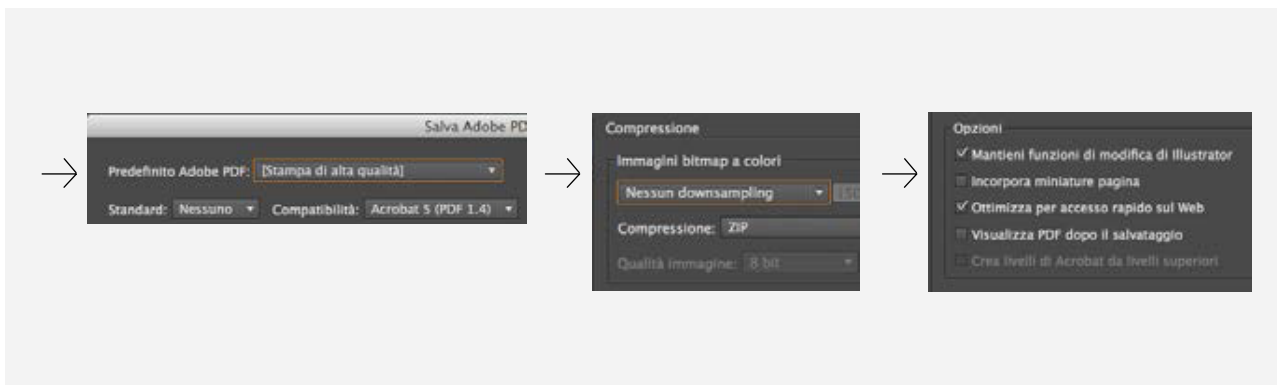 Salva Adobe PD
Predefinito Adobe PDF: [Stampa di alta qualità]
Standard: Nessuno Compatibilità: Acrobat 5 (PDF 1.4)
Compressione
Immagini bitmap a colori
Nessun downsampling
Compressione: ZIP
Qualità immagine: 8 bit
Opzioni
Mantieni funzioni di modifica di Illustrator
Incorpora miniature pagina
Ottimizza per accesso rapido sul Web
Visualizza PDF dopo il salvataggio
Crea livelli di Acrobat da livelli superiori